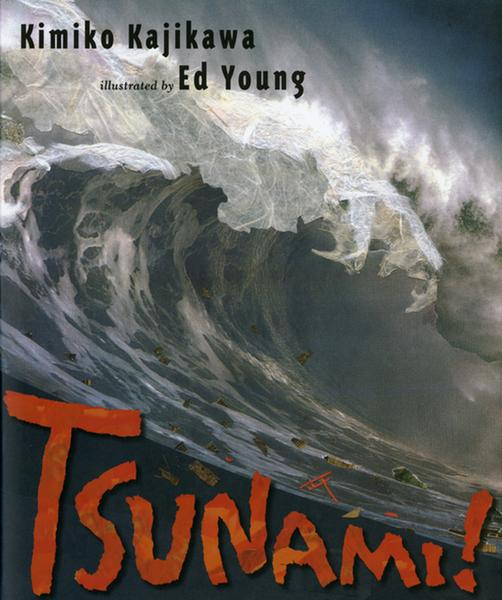 Kimiko Kajikawa
illustrated by Ed Young
TSUNAMI!